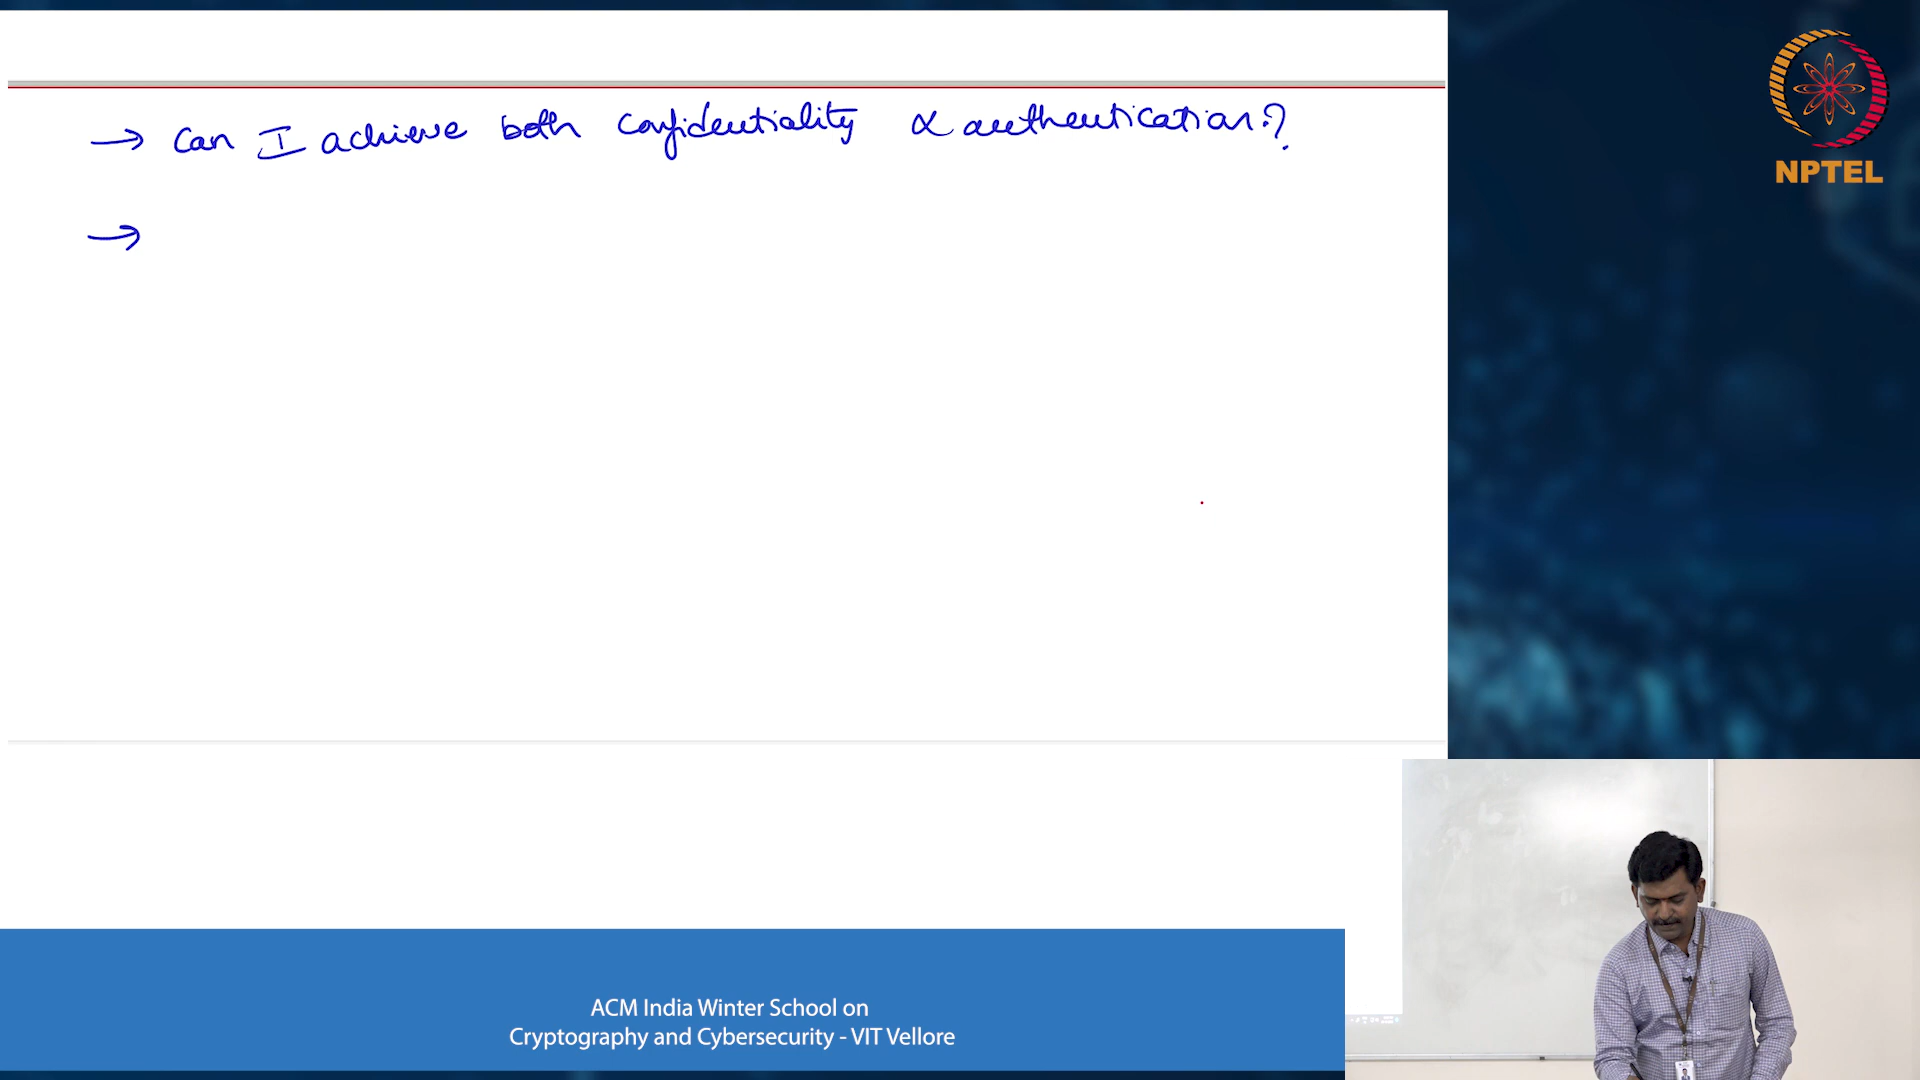 → Can I achieve both confidentiality & authentication?
→
NPTEL
ACM India Winter School on
Cryptography and Cybersecurity - VIT Vellore